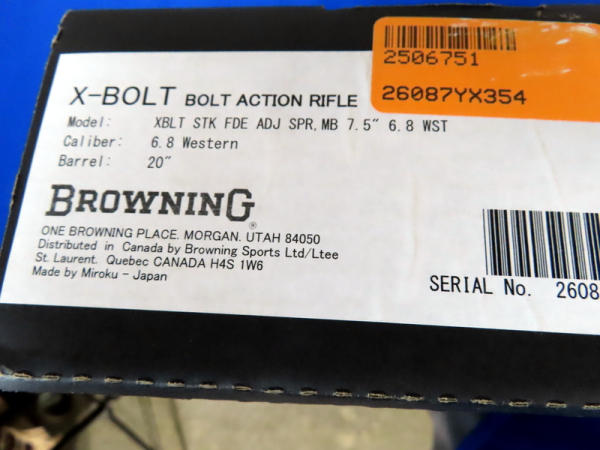 2506751
26087YX354
X-BOLT BOLT ACTION RIFLE
Model: XBLT STK FDE ADJ SPR,MB 7.5" 6.8 WST
Caliber: 6.8 Western
Barrel: 20"
BROWNING®
ONE BROWNING PLACE. MORGAN. UTAH 84050
Distributed in Canada by Browning Sports Ltd/Ltee
St. Laurent. Quebec CANADA H4S 1W6
Made by Miroku - Japan
SERIAL No. 2608